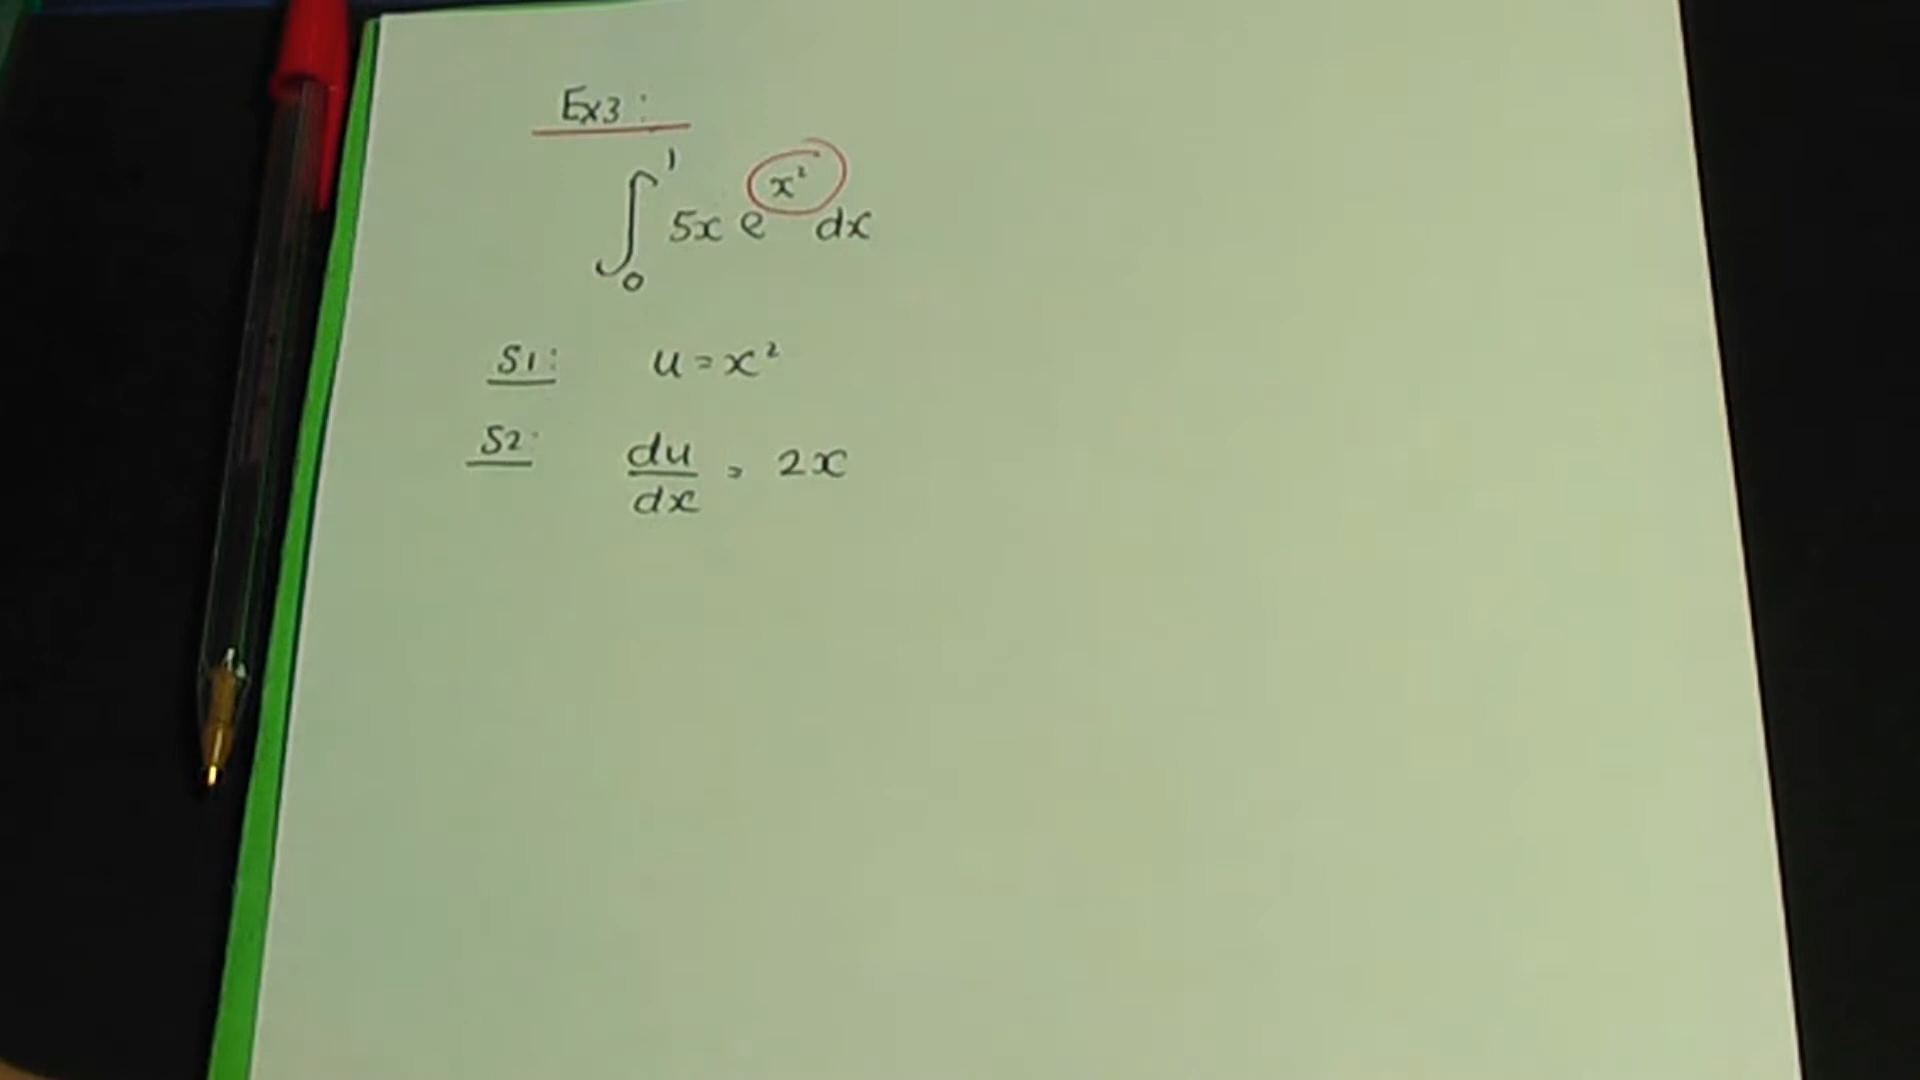 Ex3:
∫₀¹ 5x e^{x²} dx
S1: u = x²
S2: du/dx = 2x